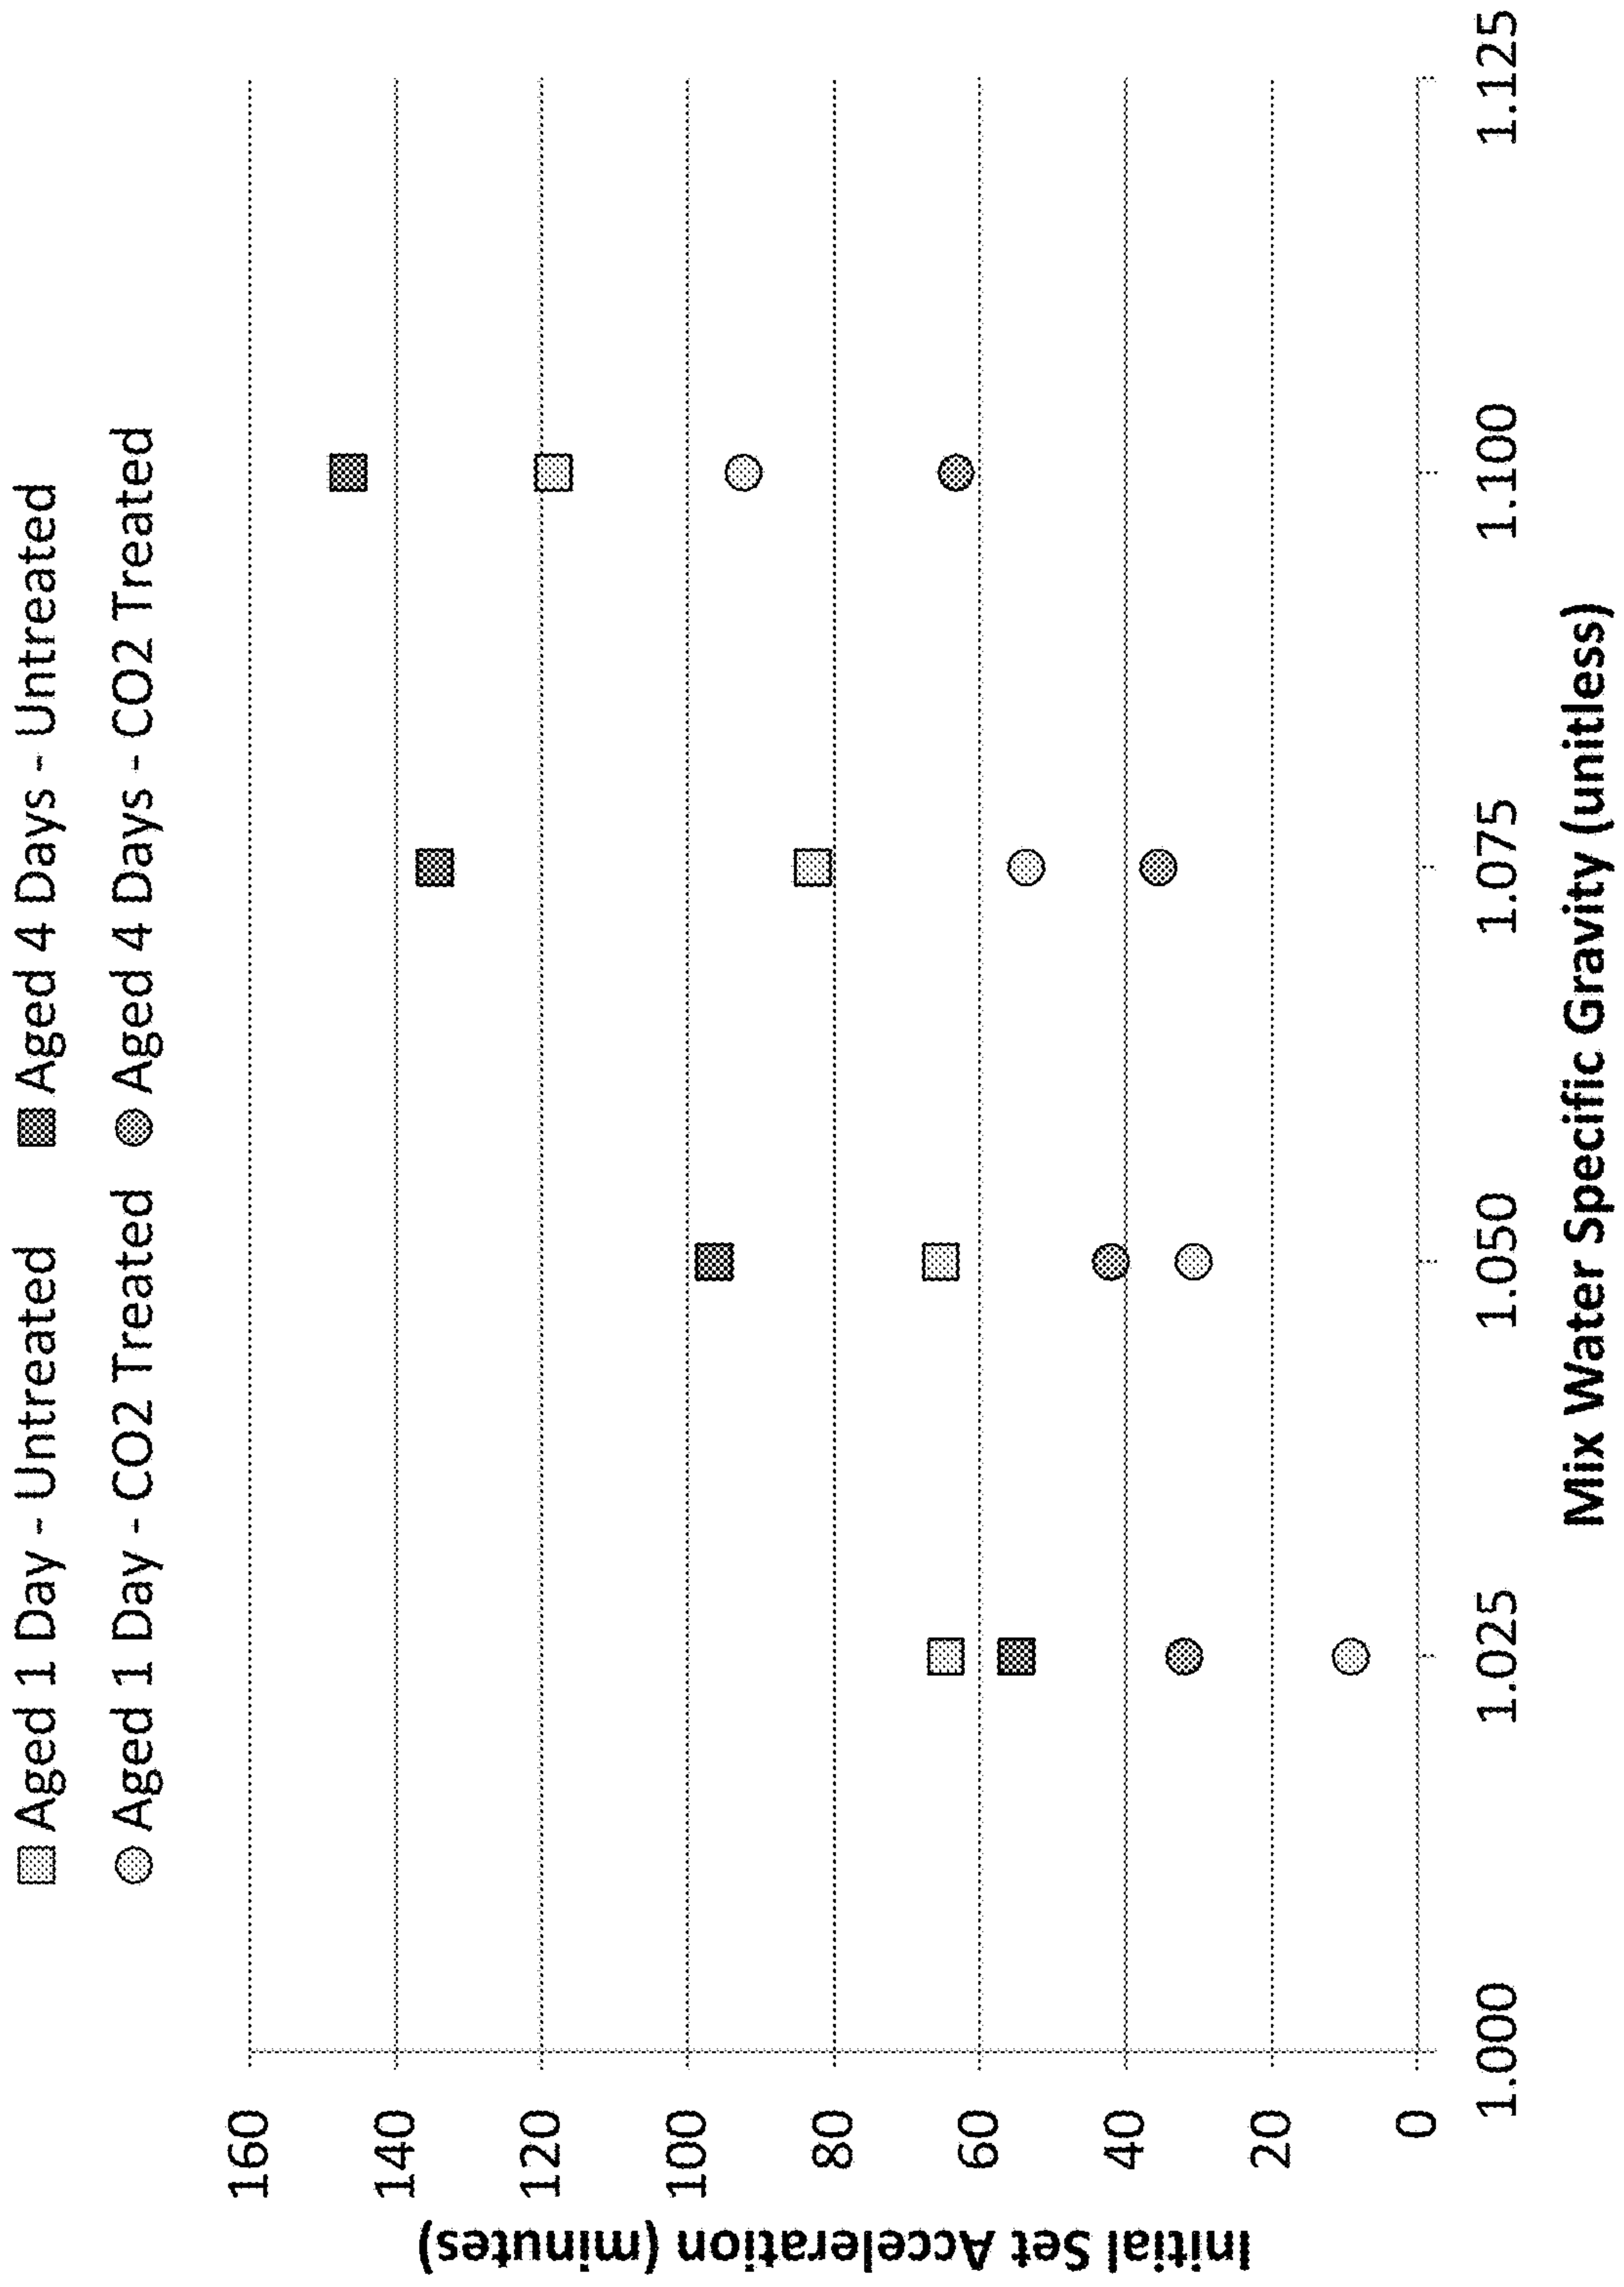 Aged 1 Day - Untreated
Aged 4 Days - Untreated
Aged 1 Day - CO2 Treated
Aged 4 Days - CO2 Treated
160
140
120
100
80
60
40
20
0
Initial Set Acceleration (minutes)
1.000
1.025
1.050
1.075
1.100
1.125
Mix Water Specific Gravity (unitless)